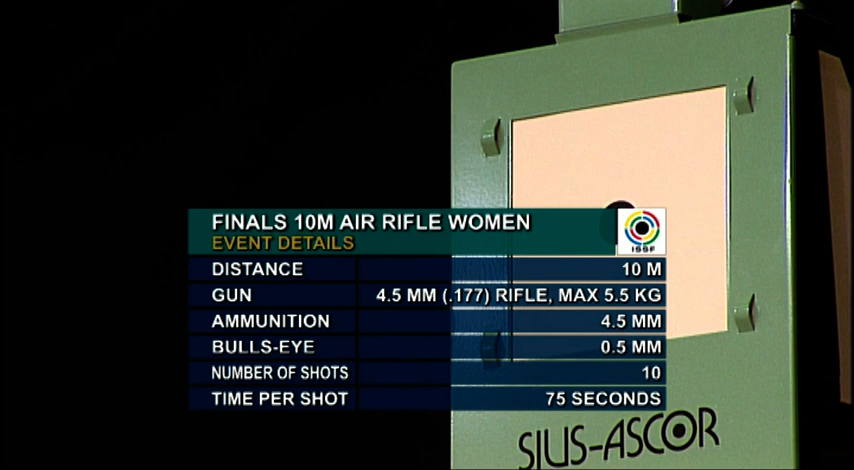 FINALS 10M AIR RIFLE WOMEN
EVENT DETAILS
ISSF
DISTANCE 10 M
GUN 4.5 MM (.177) RIFLE, MAX 5.5 KG
AMMUNITION 4.5 MM
BULLS-EYE 0.5 MM
NUMBER OF SHOTS 10
TIME PER SHOT 75 SECONDS
SIUS-ASCOR